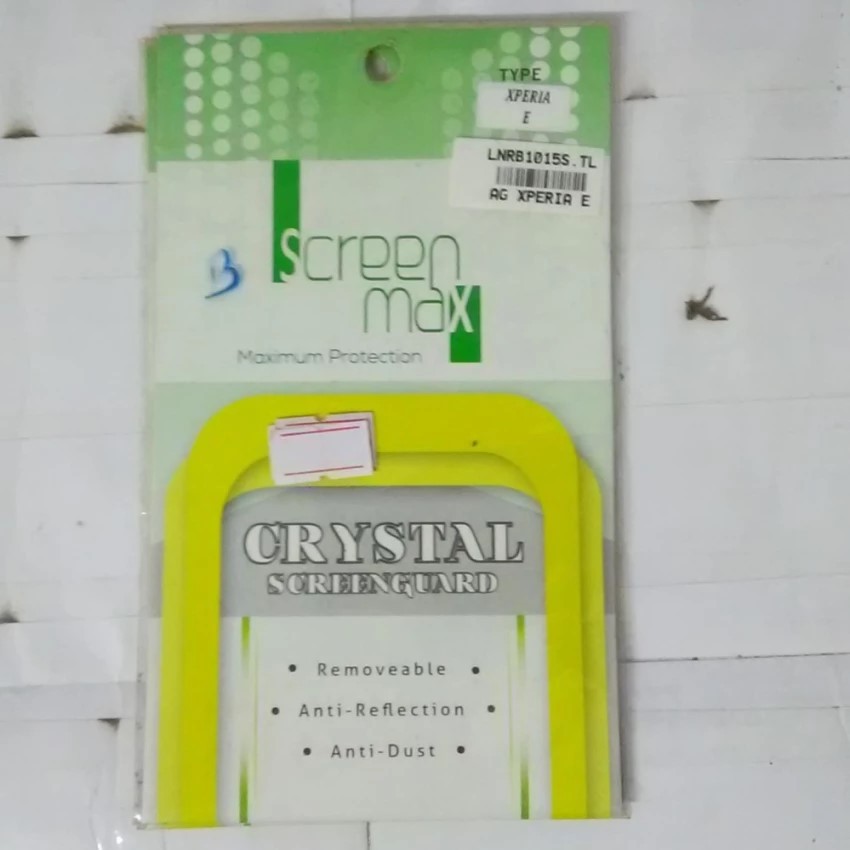 TYPE
XPERIA
E
LNRB1015S.TL
AG XPERIA E
B
screen
max
Maximum Protection
CRYSTAL
SCREENGUARD
• Removeable •
• Anti-Reflection •
• Anti-Dust •